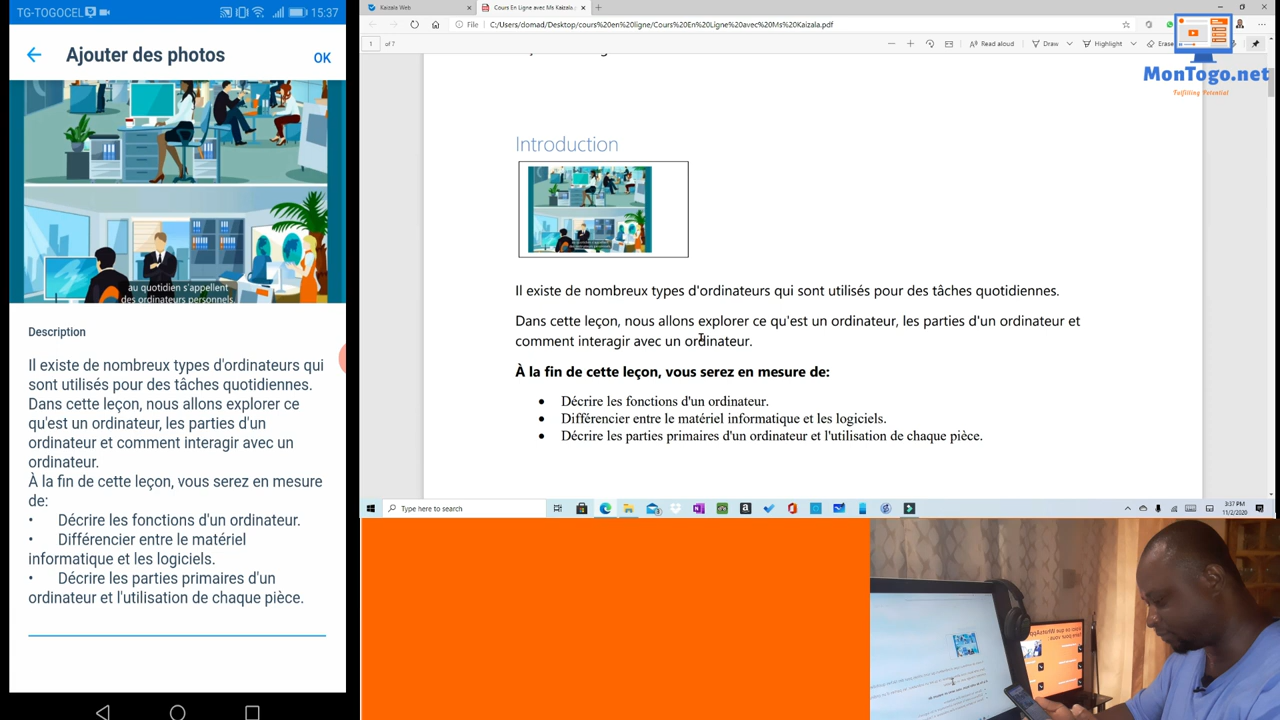 TG-TOGOCEL
15:37
Ajouter des photos
OK
au quotidien s'appellent
des ordinateurs personnels.
Description
Il existe de nombreux types d'ordinateurs qui
sont utilisés pour des tâches quotidiennes.
Dans cette leçon, nous allons explorer ce
qu'est un ordinateur, les parties d'un
ordinateur et comment interagir avec un
ordinateur.
À la fin de cette leçon, vous serez en mesure
de:
• Décrire les fonctions d'un ordinateur.
• Différencier entre le matériel
informatique et les logiciels.
• Décrire les parties primaires d'un
ordinateur et l'utilisation de chaque pièce.
Kaizala Web
Cours En Ligne avec Ms Kaizala.
File
C:/Users/domad/Desktop/cours%20en%20ligne/Cours%20En%20Ligne%20avec%20Ms%20Kaizala.pdf
1 of 7
Read aloud
Draw
Highlight
Erase
MonTogo.net
Fulfilling Potential
Introduction
Il existe de nombreux types d'ordinateurs qui sont utilisés pour des tâches quotidiennes.
Dans cette leçon, nous allons explorer ce qu'est un ordinateur, les parties d'un ordinateur et
comment interagir avec un ordinateur.
À la fin de cette leçon, vous serez en mesure de:
• Décrire les fonctions d'un ordinateur.
• Différencier entre le matériel informatique et les logiciels.
• Décrire les parties primaires d'un ordinateur et l'utilisation de chaque pièce.
Type here to search
3:37 PM
11/2/2020